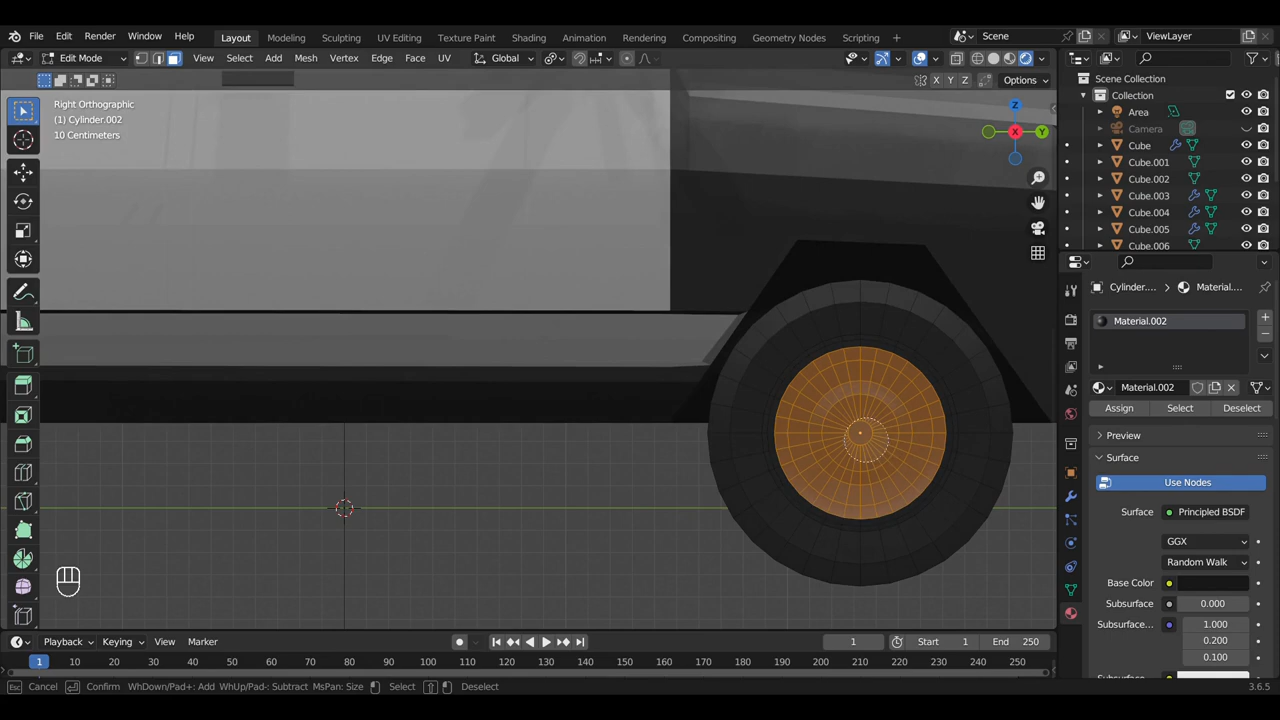 File Edit Render Window Help Layout Modeling Sculpting UV Editing Texture Paint Shading Animation Rendering Compositing Geometry Nodes Scripting + Scene ViewLayer
Edit Mode View Select Add Mesh Vertex Edge Face UV Global
X Y Z Options
Right Orthographic
(1) Cylinder.002
10 Centimeters
Z
X Y
Scene Collection
Collection
Area
Camera
Cube
Cube.001
Cube.002
Cube.003
Cube.004
Cube.005
Cube.006
Cylinder.... > Material....
Material.002
Material.002
Assign Select Deselect
Preview
Surface
Use Nodes
Surface Principled BSDF
GGX
Random Walk
Base Color
Subsurface 0.000
Subsurface... 1.000
0.200
0.100
Playback Keying View Marker 1 Start 1 End 250
1 10 20 30 40 50 60 70 80 90 100 110 120 130 140 150 160 170 180 190 200 210 220 230 240 250
Esc Cancel Confirm WhDown/Pad+: Add WhUp/Pad-: Subtract MsPan: Size Select Deselect 3.6.5